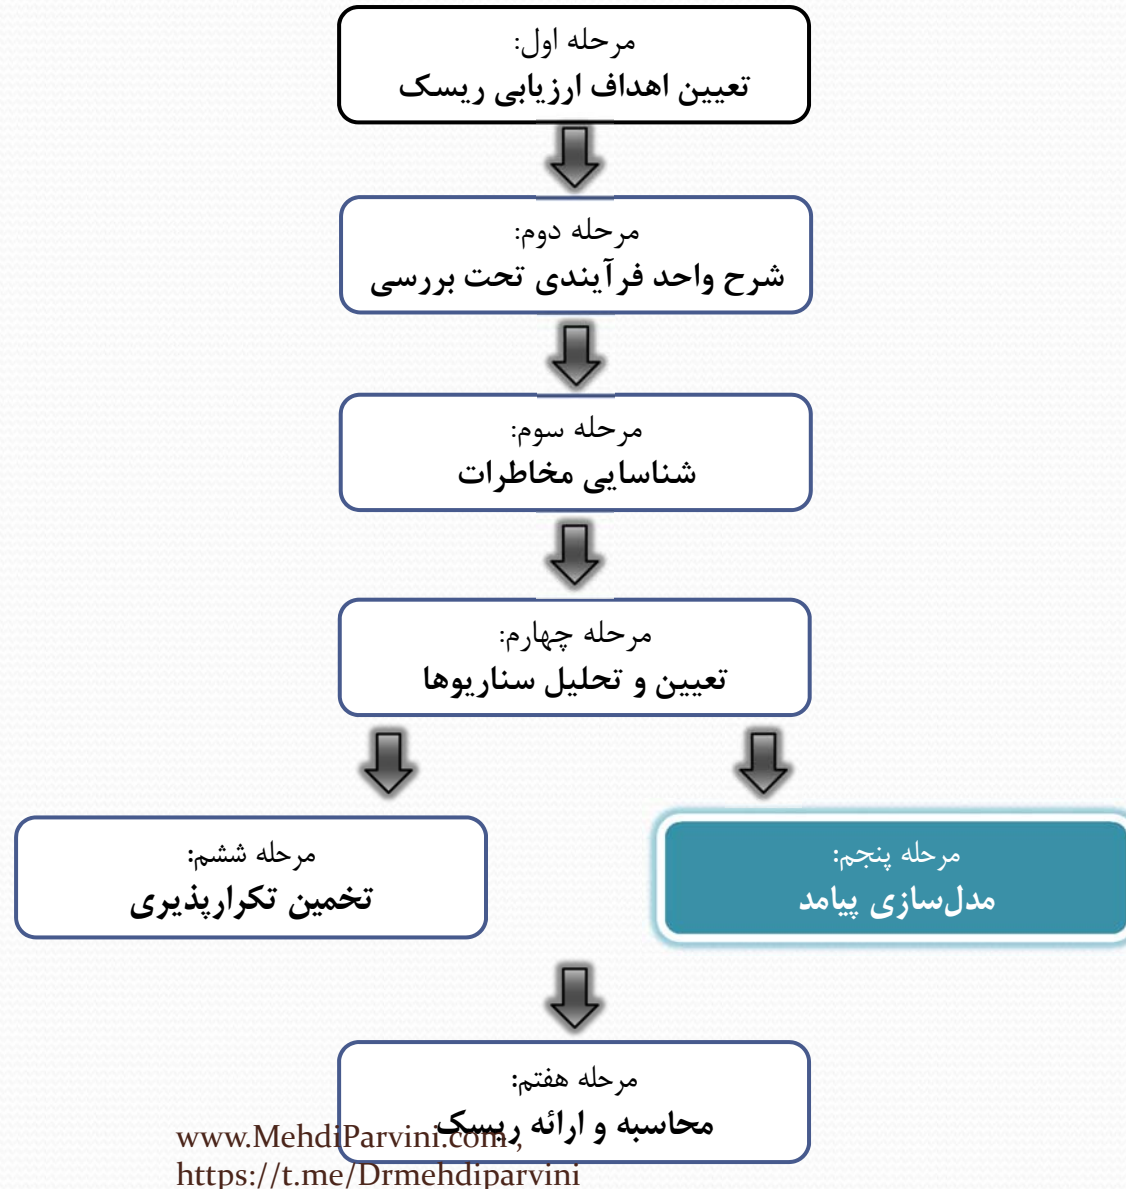 مرحله اول:
تعیین اهداف ارزیابی ریسک
مرحله دوم:
شرح واحد فرآیندی تحت بررسی
مرحله سوم:
شناسایی مخاطرات
مرحله چهارم:
تعیین و تحلیل سناریوها
مرحله پنجم:
مدل‌سازی پیامد
مرحله ششم:
تخمین تکرارپذیری
مرحله هفتم:
محاسبه و ارائه ریسک
www.MehdiParvini.com ,
https://t.me/Drmehdiparvini